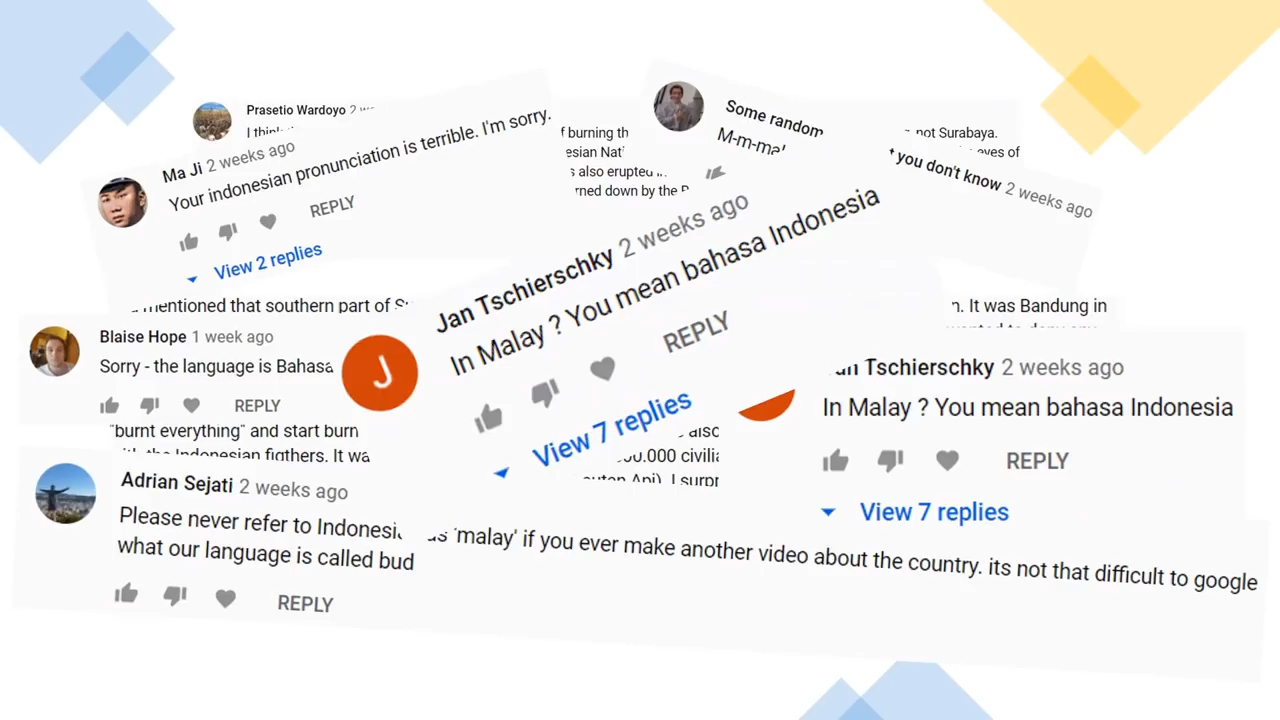 Prasetio Wardoyo 2
I think
Ma Ji 2 weeks ago
Your indonesian pronunciation is terrible. I'm sorry.
REPLY
View 2 replies
Some random
M-m-ma
f burning th
esian Nat
s also erupted
rned down by the
not Surabaya.
eyes of
t you don't know 2 weeks ago
Jan Tschierschky 2 weeks ago
In Malay ? You mean bahasa Indonesia
REPLY
View 7 replies
mentioned that southern part of
n. It was Bandung in
Blaise Hope 1 week ago
Sorry - the language is Bahasa
REPLY
"burnt everything" and start burn
with the Indonesian figthers. It wa
also
00.000 civilia
I surpr
Tschierschky 2 weeks ago
In Malay ? You mean bahasa Indonesia
REPLY
View 7 replies
Adrian Sejati 2 weeks ago
Please never refer to Indonesi as 'malay' if you ever make another video about the country. its not that difficult to google
what our language is called bud
REPLY